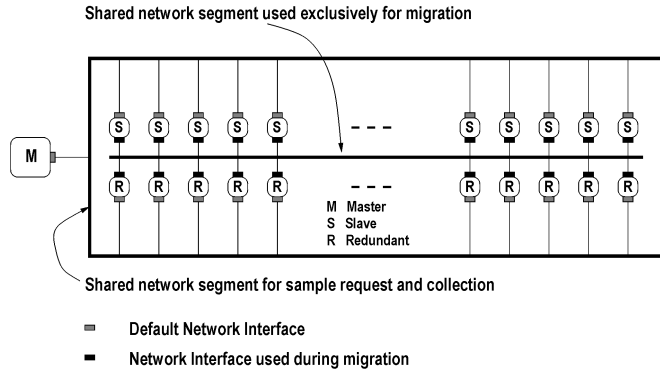 Shared network segment used exclusively for migration
S S S S S S S S S S
M
R R R R R R R R R R
M Master
S Slave
R Redundant
Shared network segment for sample request and collection
Default Network Interface
Network Interface used during migration